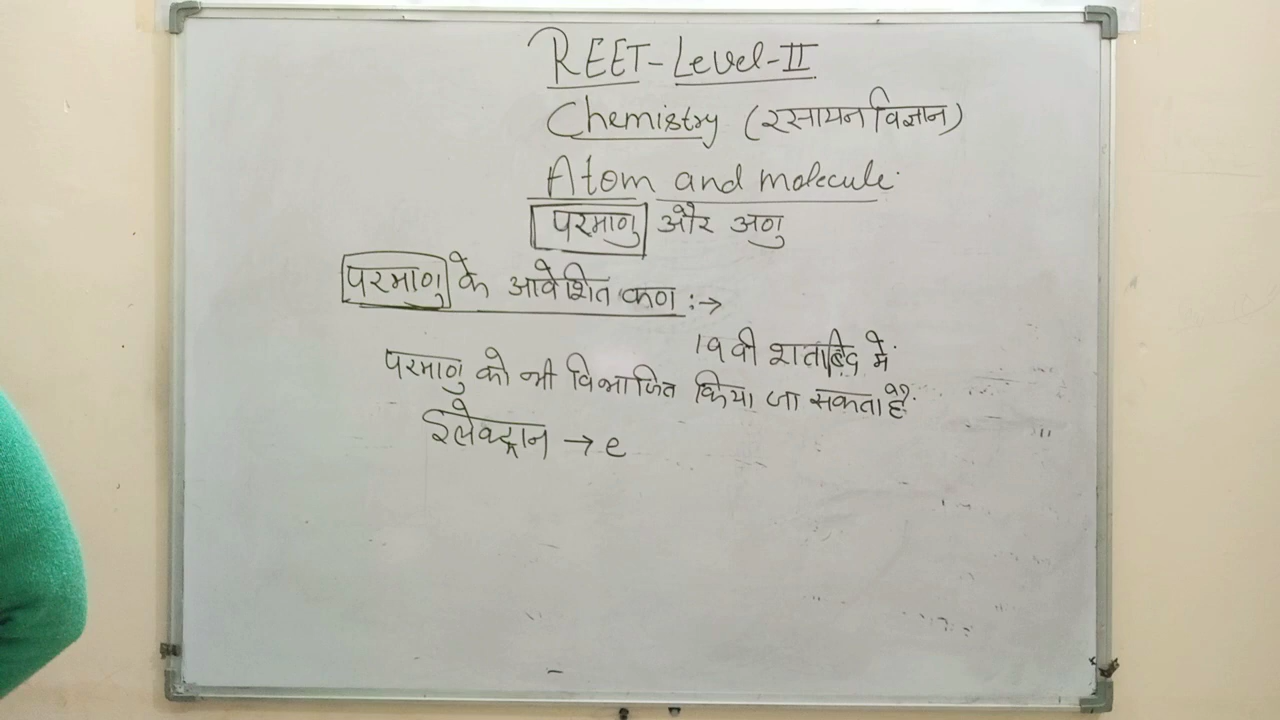 REET-Level-II
Chemistry (रसायन विज्ञान)
Atom and molecule
परमाणु और अणु
परमाणु के आवेशित कण :→
19वी शताब्दि में
परमाणु को भी विभाजित किया जा सकता है
इलेक्ट्रान → e